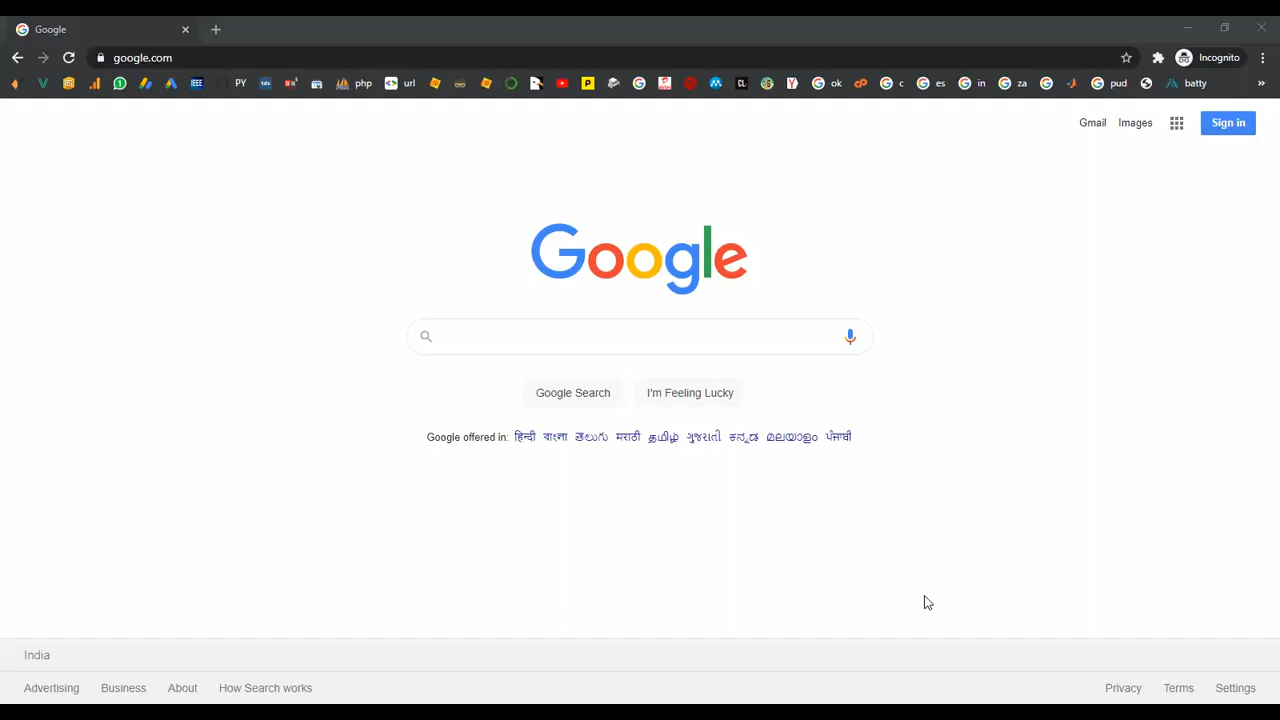 Google
google.com
Incognito
PY php url ok c es in za pud batty »
Gmail Images Sign in
Google
Google Search I'm Feeling Lucky
Google offered in: हिन्दी বাংলা తెలుగు मराठी தமிழ் ગુજરાતી ಕನ್ನಡ മലയാളം ਪੰਜਾਬੀ
India
Advertising Business About How Search works Privacy Terms Settings